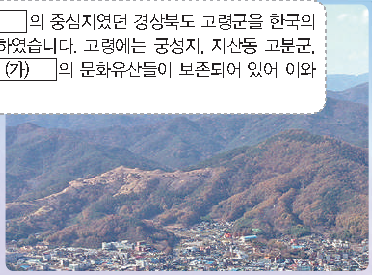 의 중심지였던 경상북도 고령군을 한국의
하였습니다. 고령에는 궁성지, 지산동 고분군,
(가) 의 문화유산들이 보존되어 있어 이와